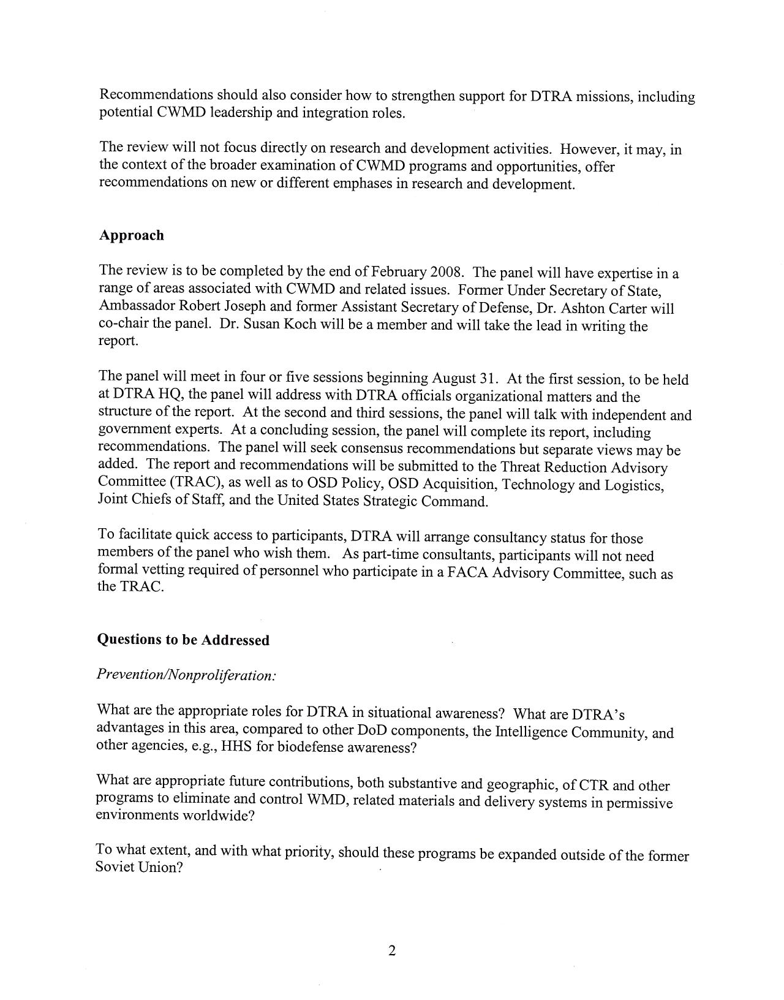 Recommendations should also consider how to strengthen support for DTRA missions, including
potential CWMD leadership and integration roles.
The review will not focus directly on research and development activities.  However, it may, in
the context of the broader examination of CWMD programs and opportunities, offer
recommendations on new or different emphases in research and development.
Approach
The review is to be completed by the end of February 2008.  The panel will have expertise in a
range of areas associated with CWMD and related issues.  Former Under Secretary of State,
Ambassador Robert Joseph and former Assistant Secretary of Defense, Dr. Ashton Carter will
co-chair the panel.  Dr. Susan Koch will be a member and will take the lead in writing the
report.
The panel will meet in four or five sessions beginning August 31.  At the first session, to be held
at DTRA HQ, the panel will address with DTRA officials organizational matters and the
structure of the report.  At the second and third sessions, the panel will talk with independent and
government experts.  At a concluding session, the panel will complete its report, including
recommendations.  The panel will seek consensus recommendations but separate views may be
added.  The report and recommendations will be submitted to the Threat Reduction Advisory
Committee (TRAC), as well as to OSD Policy, OSD Acquisition, Technology and Logistics,
Joint Chiefs of Staff, and the United States Strategic Command.
To facilitate quick access to participants, DTRA will arrange consultancy status for those
members of the panel who wish them.   As part-time consultants, participants will not need
formal vetting required of personnel who participate in a FACA Advisory Committee, such as
the TRAC.
Questions to be Addressed
Prevention/Nonproliferation:
What are the appropriate roles for DTRA in situational awareness?  What are DTRA's
advantages in this area, compared to other DoD components, the Intelligence Community, and
other agencies, e.g., HHS for biodefense awareness?
What are appropriate future contributions, both substantive and geographic, of CTR and other
programs to eliminate and control WMD, related materials and delivery systems in permissive
environments worldwide?
To what extent, and with what priority, should these programs be expanded outside of the former
Soviet Union?
2